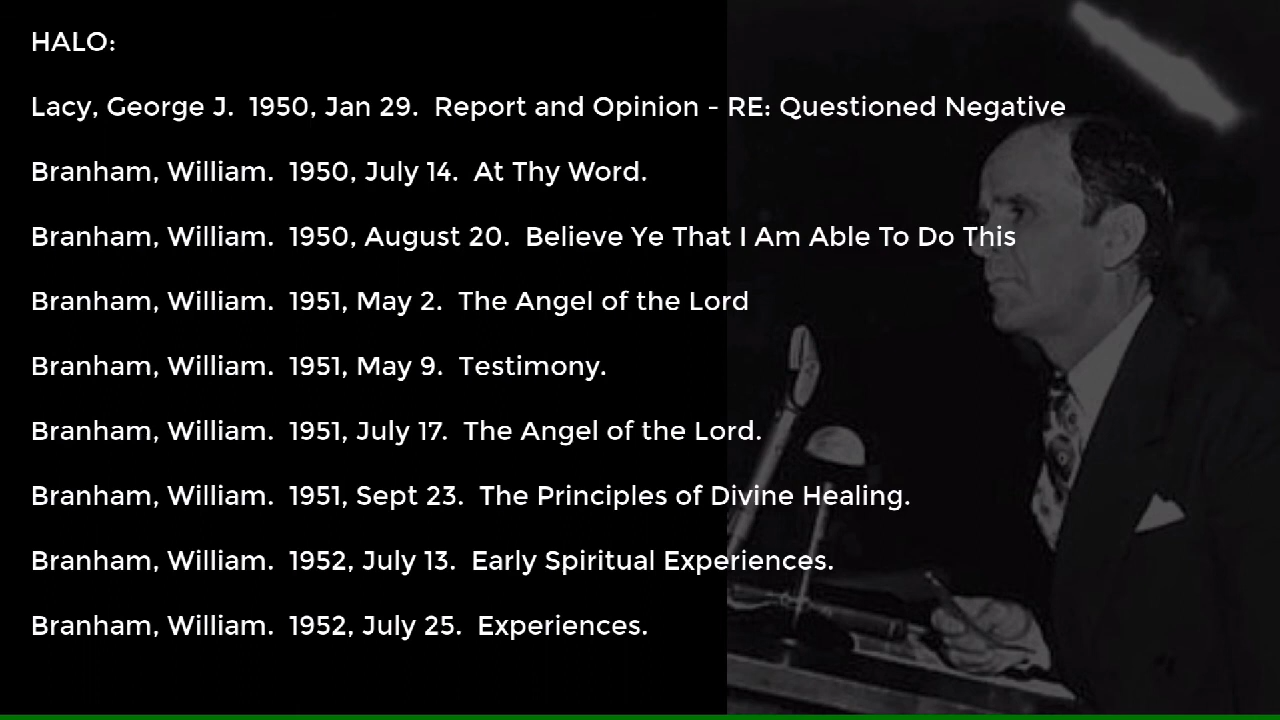 HALO:
Lacy, George J.  1950, Jan 29.  Report and Opinion - RE: Questioned Negative
Branham, William.  1950, July 14.  At Thy Word.
Branham, William.  1950, August 20.  Believe Ye That I Am Able To Do This
Branham, William.  1951, May 2.  The Angel of the Lord
Branham, William.  1951, May 9.  Testimony.
Branham, William.  1951, July 17.  The Angel of the Lord.
Branham, William.  1951, Sept 23.  The Principles of Divine Healing.
Branham, William.  1952, July 13.  Early Spiritual Experiences.
Branham, William.  1952, July 25.  Experiences.